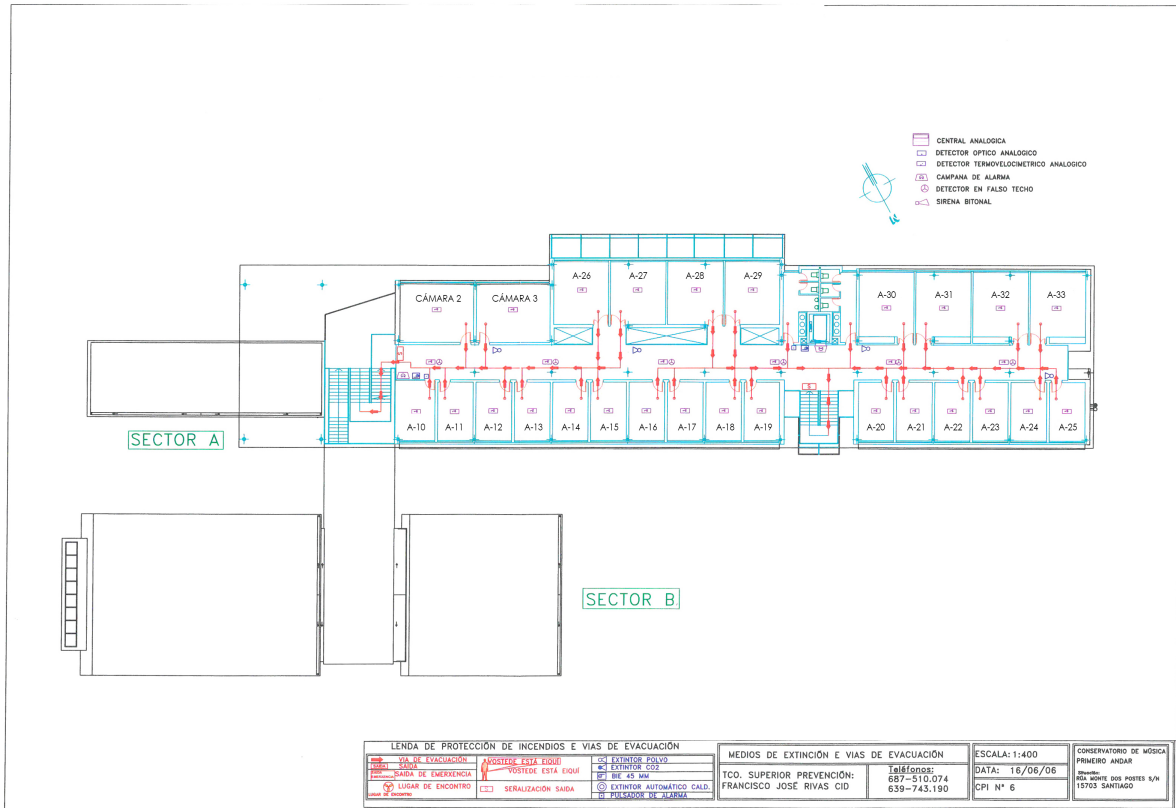 CENTRAL ANALOGICA
DETECTOR OPTICO ANALOGICO
DETECTOR TERMOVELOCIMETRICO ANALOGICO
CAMPANA DE ALARMA
DETECTOR EN FALSO TECHO
SIRENA BITONAL
A-26 A-27 A-28 A-29
CÁMARA 2 CÁMARA 3
A-30 A-31 A-32 A-33
A-10 A-11 A-12 A-13 A-14 A-15 A-16 A-17 A-18 A-19
A-20 A-21 A-22 A-23 A-24 A-25
SECTOR A
SECTOR B
LENDA DE PROTECCIÓN DE INCENDIOS E VIAS DE EVACUACIÓN
VIA DE EVACUACIÓN
SAIDA
SAIDA DE EMERXENCIA
LUGAR DE ENCONTRO
LUGAR DE ENCONTRO
VOSTEDE ESTÁ EIQUÍ
VOSTEDE ESTÁ EIQUÍ
SEÑALIZACIÓN SAIDA
EXTINTOR POLVO
EXTINTOR CO2
BIE 45 MM
EXTINTOR AUTOMÁTICO CALD.
PULSADOR DE ALARMA
MEDIOS DE EXTINCIÓN E VIAS DE EVACUACIÓN
TCO. SUPERIOR PREVENCIÓN:
FRANCISCO JOSÉ RIVAS CID
Teléfonos:
687-510.074
639-743.190
ESCALA: 1:400
DATA: 16/06/06
CPI Nº 6
CONSERVATORIO DE MÚSICA
PRIMEIRO ANDAR
RÚA MONTE DOS POSTES S/N
15703 SANTIAGO